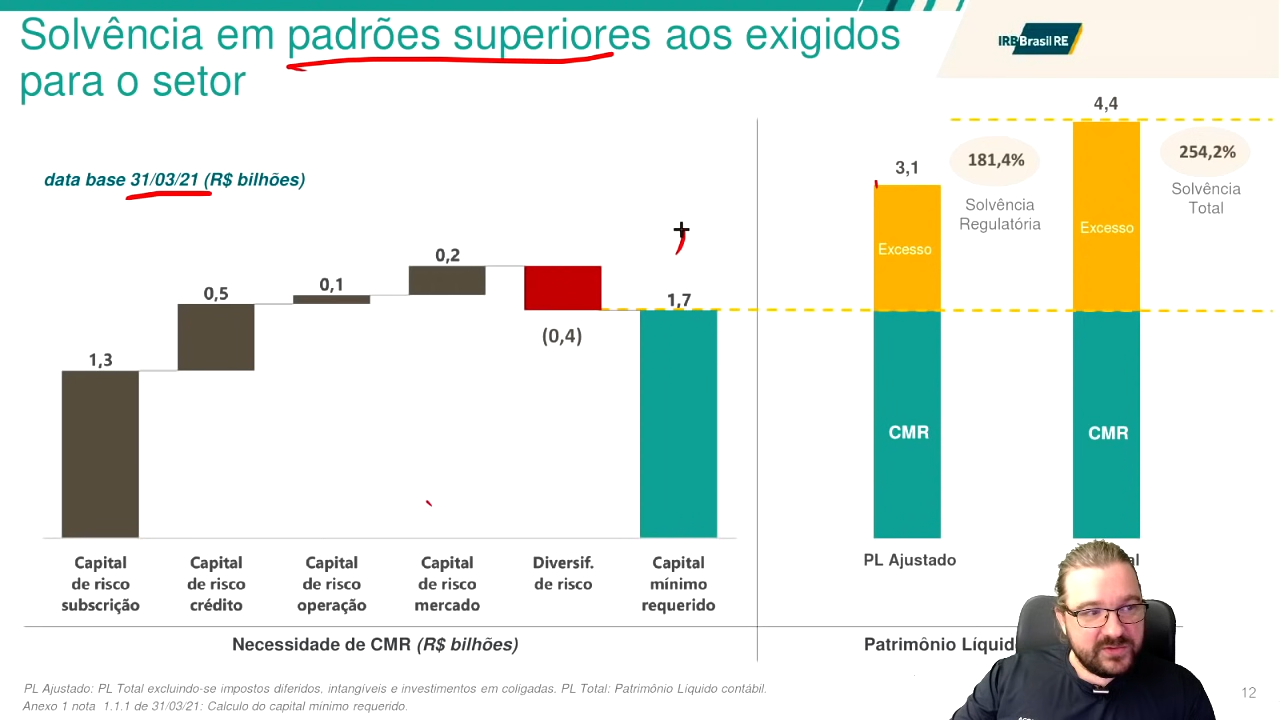 Solvência em padrões superiores aos exigidos
para o setor
IRB Brasil RE
data base 31/03/21 (R$ bilhões)
1,3
0,5
0,1
0,2
(0,4)
1,7
Capital
de risco
subscrição
Capital
de risco
crédito
Capital
de risco
operação
Capital
de risco
mercado
Diversif.
de risco
Capital
mínimo
requerido
Necessidade de CMR (R$ bilhões)
3,1
Excesso
CMR
PL Ajustado
181,4%
Solvência
Regulatória
4,4
Excesso
CMR
254,2%
Solvência
Total
Patrimônio
PL Ajustado: PL Total excluindo-se impostos diferidos, intangíveis e investimentos em coligadas. PL Total: Patrimônio Líquido contábil.
Anexo 1 nota 1.1.1 de 31/03/21: Calculo do capital mínimo requerido.
12